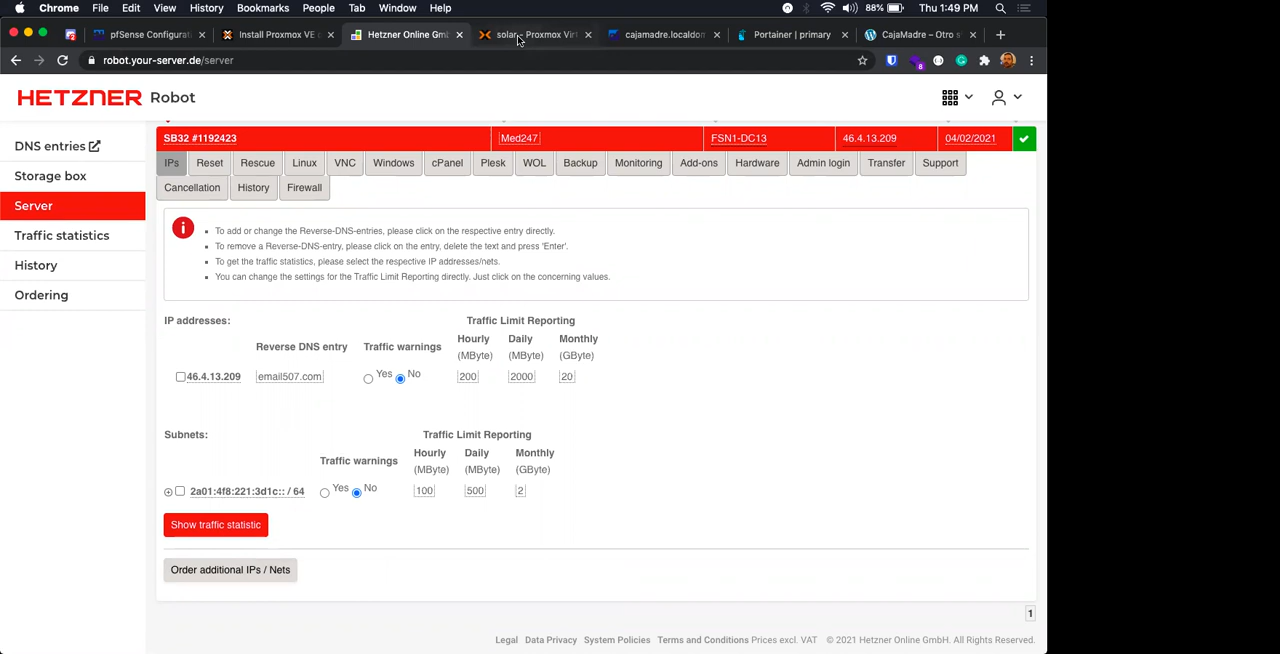 Chrome File Edit View History Bookmarks People Tab Window Help 88% Thu 1:49 PM
pfSense Configurati Install Proxmox VE o Hetzner Online Gmb solar - Proxmox Virt cajamadre.localdom Portainer | primary CajaMadre – Otro s
robot.your-server.de/server 8
HETZNER Robot
DNS entries
Storage box
Server
Traffic statistics
History
Ordering
SB32 #1192423 Med247 FSN1-DC13 46.4.13.209 04/02/2021
IPs Reset Rescue Linux VNC Windows cPanel Plesk WOL Backup Monitoring Add-ons Hardware Admin login Transfer Support
Cancellation History Firewall
To add or change the Reverse-DNS-entries, please click on the respective entry directly.
To remove a Reverse-DNS-entry, please click on the entry, delete the text and press 'Enter'.
To get the traffic statistics, please select the respective IP addresses/nets.
You can change the settings for the Traffic Limit Reporting directly. Just click on the concerning values.
IP addresses: Traffic Limit Reporting
Reverse DNS entry Traffic warnings Hourly Daily Monthly
(MByte) (MByte) (GByte)
46.4.13.209 email507.com Yes No 200 2000 20
Subnets: Traffic Limit Reporting
Traffic warnings Hourly Daily Monthly
(MByte) (MByte) (GByte)
2a01:4f8:221:3d1c:: / 64 Yes No 100 500 2
Show traffic statistic
Order additional IPs / Nets
1
Legal Data Privacy System Policies Terms and Conditions Prices excl. VAT © 2021 Hetzner Online GmbH. All Rights Reserved.